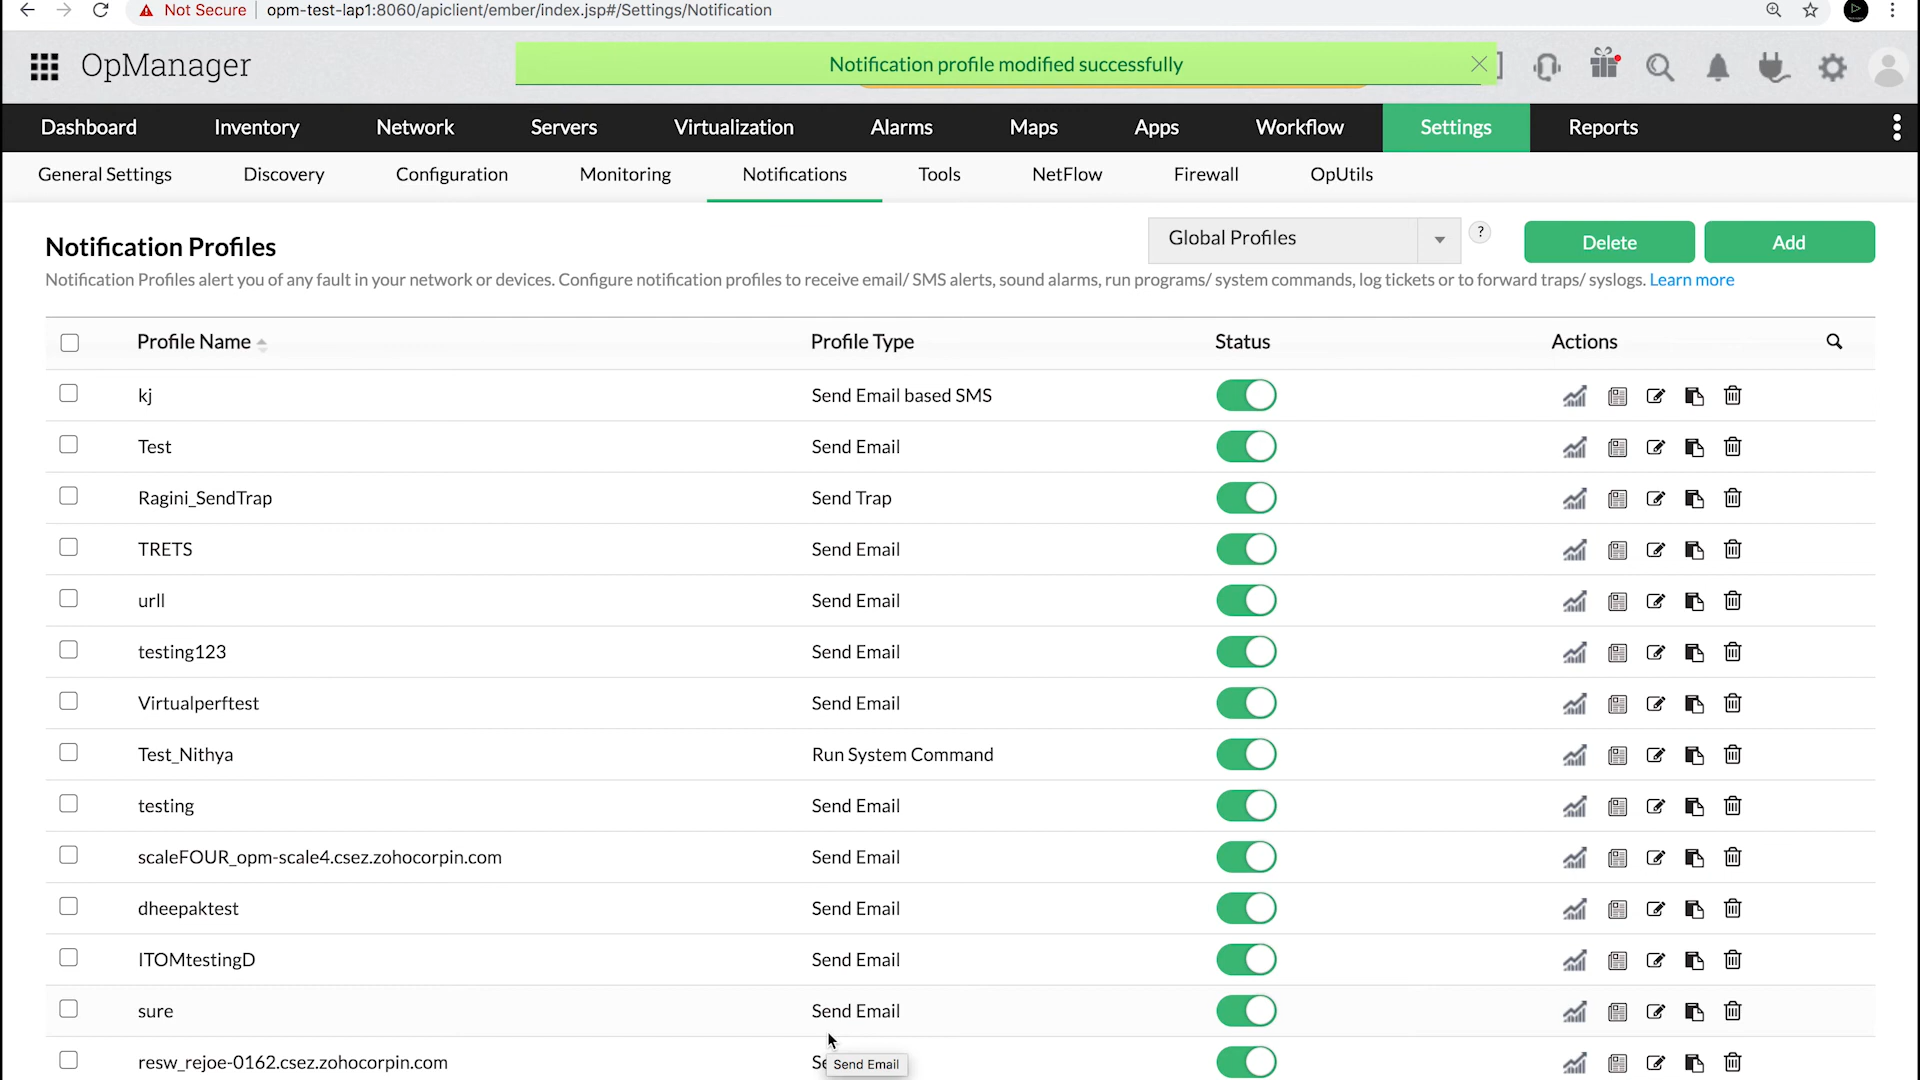 Not Secure opm-test-lap1:8060/apiclient/ember/index.jsp#/Settings/Notification
OpManager
Notification profile modified successfully
Dashboard Inventory Network Servers Virtualization Alarms Maps Apps Workflow Settings Reports
General Settings Discovery Configuration Monitoring Notifications Tools NetFlow Firewall OpUtils
Notification Profiles
Global Profiles ? Delete Add
Notification Profiles alert you of any fault in your network or devices. Configure notification profiles to receive email/ SMS alerts, sound alarms, run programs/ system commands, log tickets or to forward traps/ syslogs. Learn more
Profile Name Profile Type Status Actions
kj Send Email based SMS
Test Send Email
Ragini_SendTrap Send Trap
TRETS Send Email
urll Send Email
testing123 Send Email
Virtualperftest Send Email
Test_Nithya Run System Command
testing Send Email
scaleFOUR_opm-scale4.csez.zohocorpin.com Send Email
dheepaktest Send Email
ITOMtestingD Send Email
sure Send Email
resw_rejoe-0162.csez.zohocorpin.com
Send Email